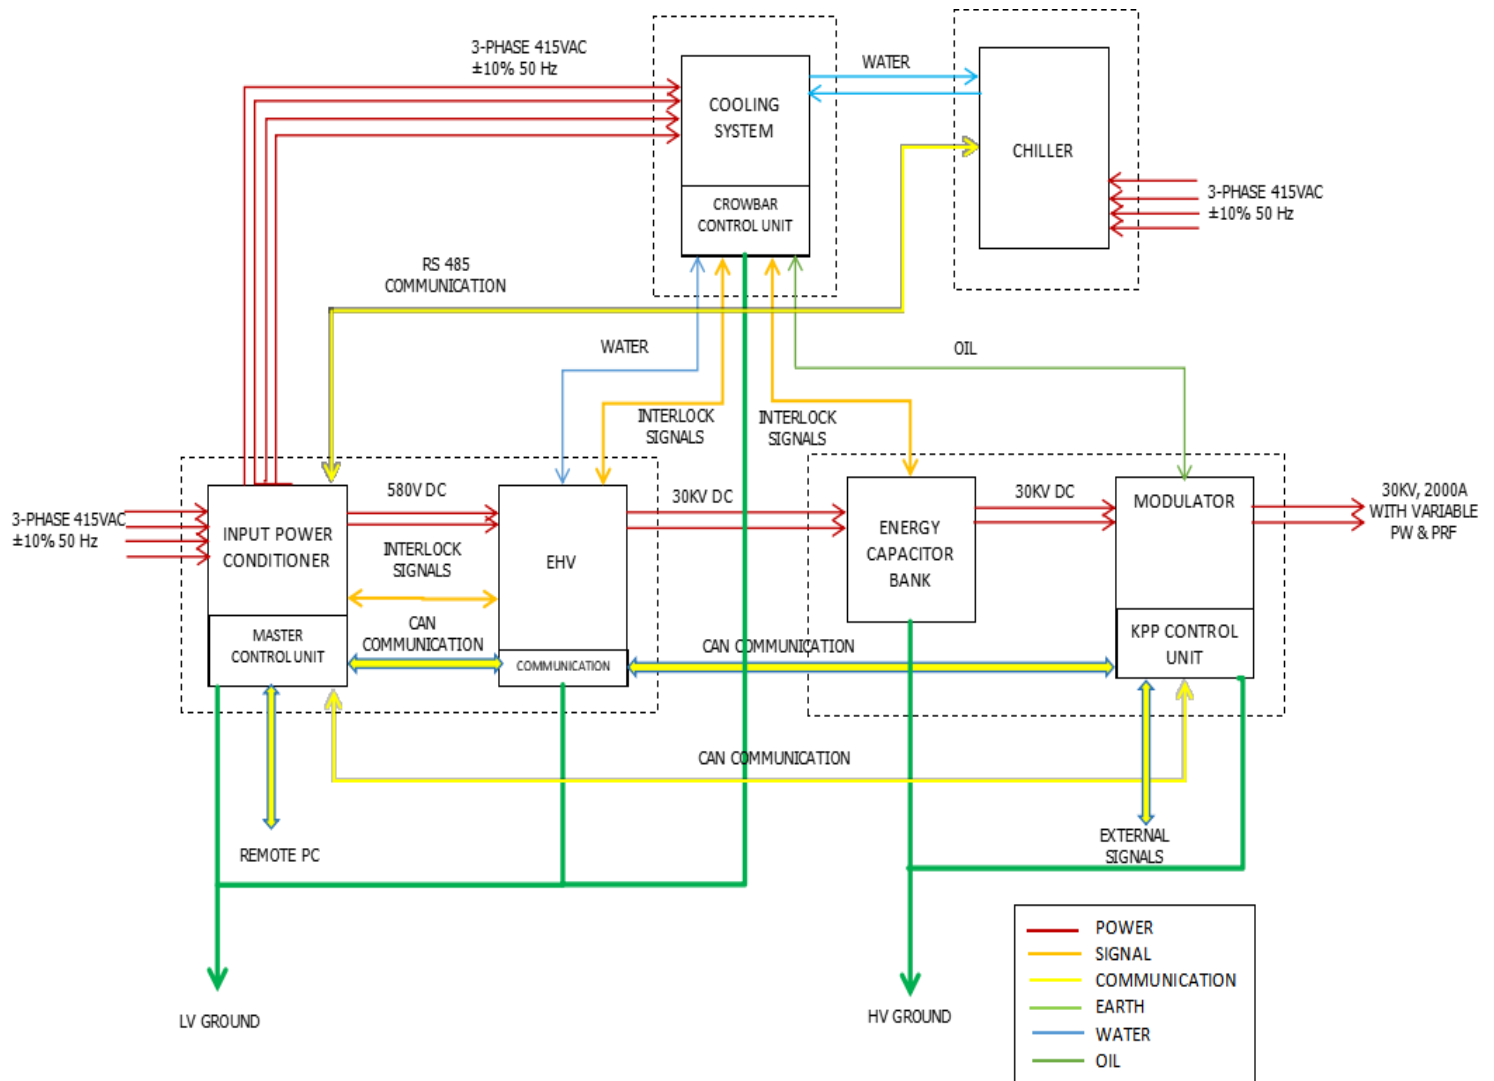 3-PHASE 415VAC
±10% 50 Hz
WATER
COOLING
SYSTEM
CHILLER
CROWBAR
CONTROL UNIT
3-PHASE 415VAC
±10% 50 Hz
RS 485
COMMUNICATION
WATER
OIL
INTERLOCK
SIGNALS
INTERLOCK
SIGNALS
3-PHASE 415VAC
±10% 50 Hz
INPUT POWER
CONDITIONER
580V DC
INTERLOCK
SIGNALS
EHV
30KV DC
ENERGY
CAPACITOR
BANK
30KV DC
MODULATOR
30KV, 2000A
WITH VARIABLE
PW & PRF
MASTER
CONTROL UNIT
CAN
COMMUNICATION
COMMUNICATION
CAN COMMUNICATION
KPP CONTROL
UNIT
CAN COMMUNICATION
REMOTE PC
EXTERNAL
SIGNALS
LV GROUND
HV GROUND
POWER
SIGNAL
COMMUNICATION
EARTH
WATER
OIL